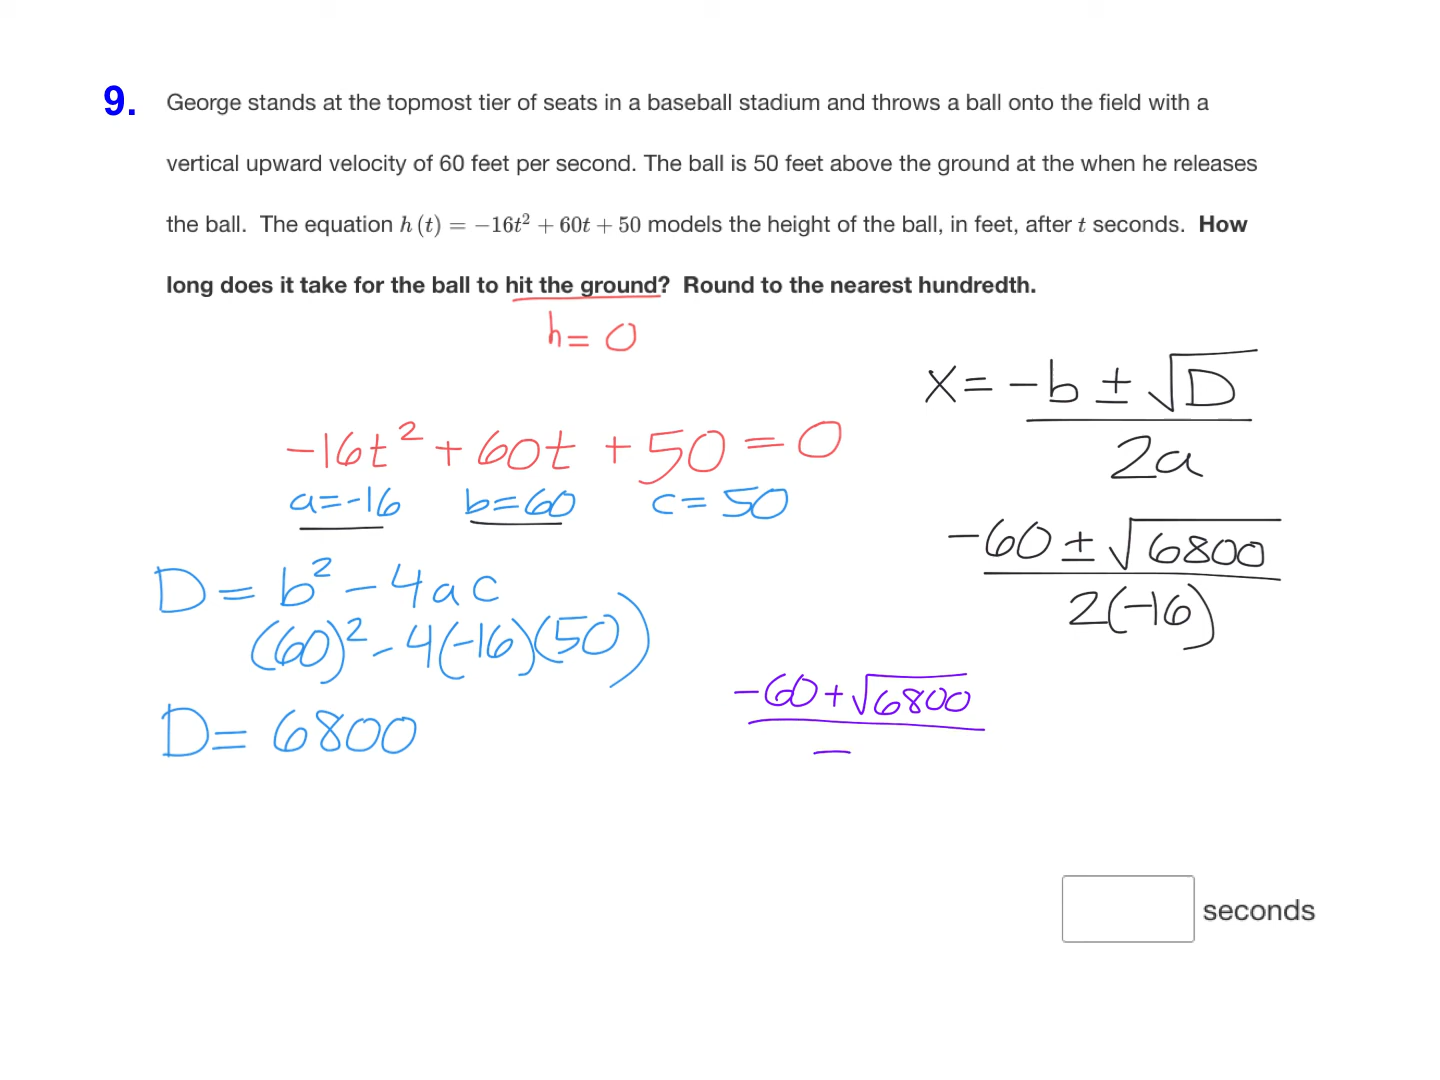 9. George stands at the topmost tier of seats in a baseball stadium and throws a ball onto the field with a
vertical upward velocity of 60 feet per second. The ball is 50 feet above the ground at the when he releases
the ball. The equation h (t) = −16t² + 60t + 50 models the height of the ball, in feet, after t seconds. How
long does it take for the ball to hit the ground? Round to the nearest hundredth.
h = 0
x = -b ± √D
2a
-16t² + 60t + 50 = 0
a=-16 b=60 c=50
-60 ± √6800
2(-16)
D = b² - 4ac
(60)² - 4(-16)(50)
-60 + √6800
-
D= 6800
seconds